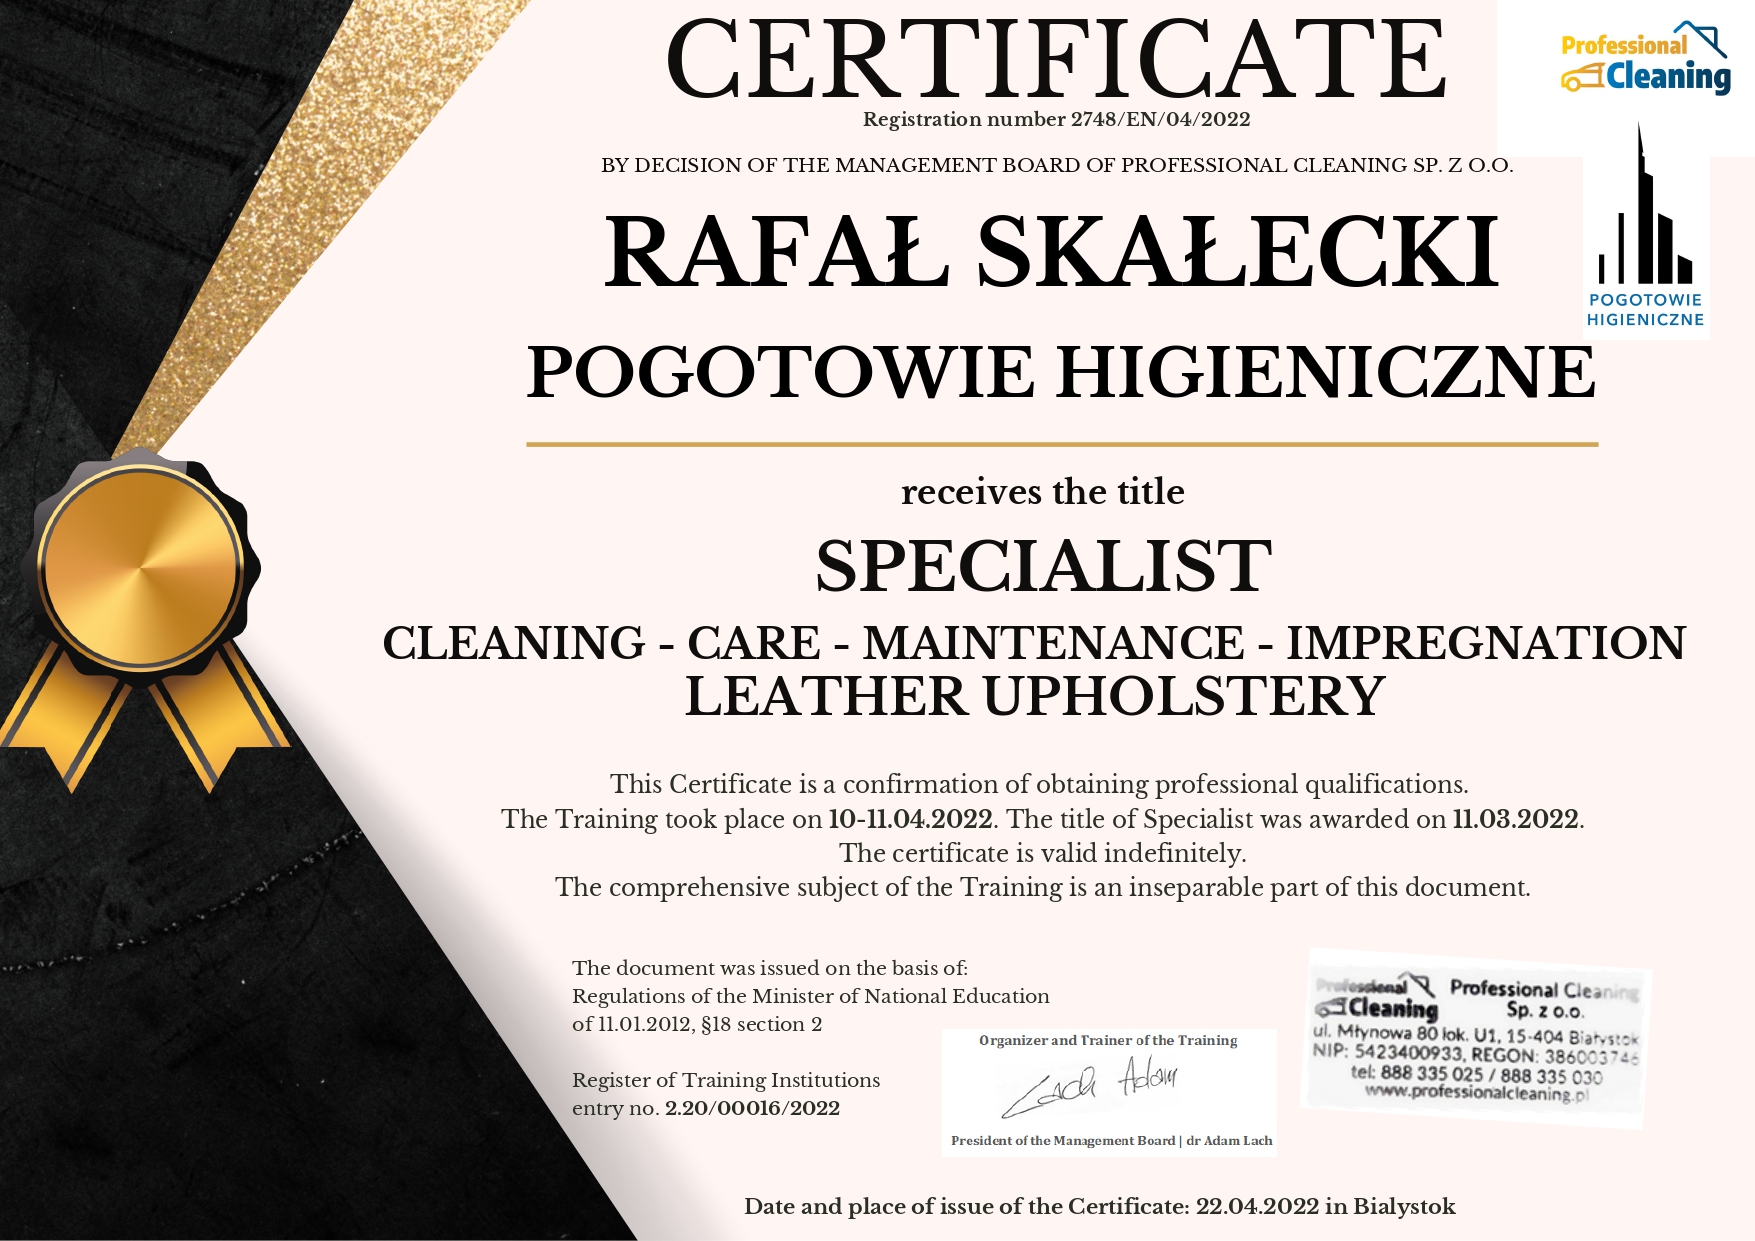 CERTIFICATE
Registration number 2748/EN/04/2022
BY DECISION OF THE MANAGEMENT BOARD OF PROFESSIONAL CLEANING SP. Z O.O.
Professional
Cleaning
POGOTOWIE
HIGIENICZNE
RAFAŁ SKAŁECKI
POGOTOWIE HIGIENICZNE
receives the title
SPECIALIST
CLEANING - CARE - MAINTENANCE - IMPREGNATION
LEATHER UPHOLSTERY
This Certificate is a confirmation of obtaining professional qualifications.
The Training took place on 10-11.04.2022. The title of Specialist was awarded on 11.03.2022.
The certificate is valid indefinitely.
The comprehensive subject of the Training is an inseparable part of this document.
The document was issued on the basis of:
Regulations of the Minister of National Education
of 11.01.2012, §18 section 2
Register of Training Institutions
entry no. 2.20/00016/2022
Organizer and Trainer of the Training
Lach Adam
President of the Management Board | dr Adam Lach
Professional
Cleaning
Professional Cleaning
Sp. z o.o.
ul. Młynowa 80 lok. U1, 15-404 Białystok
NIP: 5423400933, REGON: 386003746
tel: 888 335 025 / 888 335 030
www.professionalcleaning.pl
Date and place of issue of the Certificate: 22.04.2022 in Bialystok